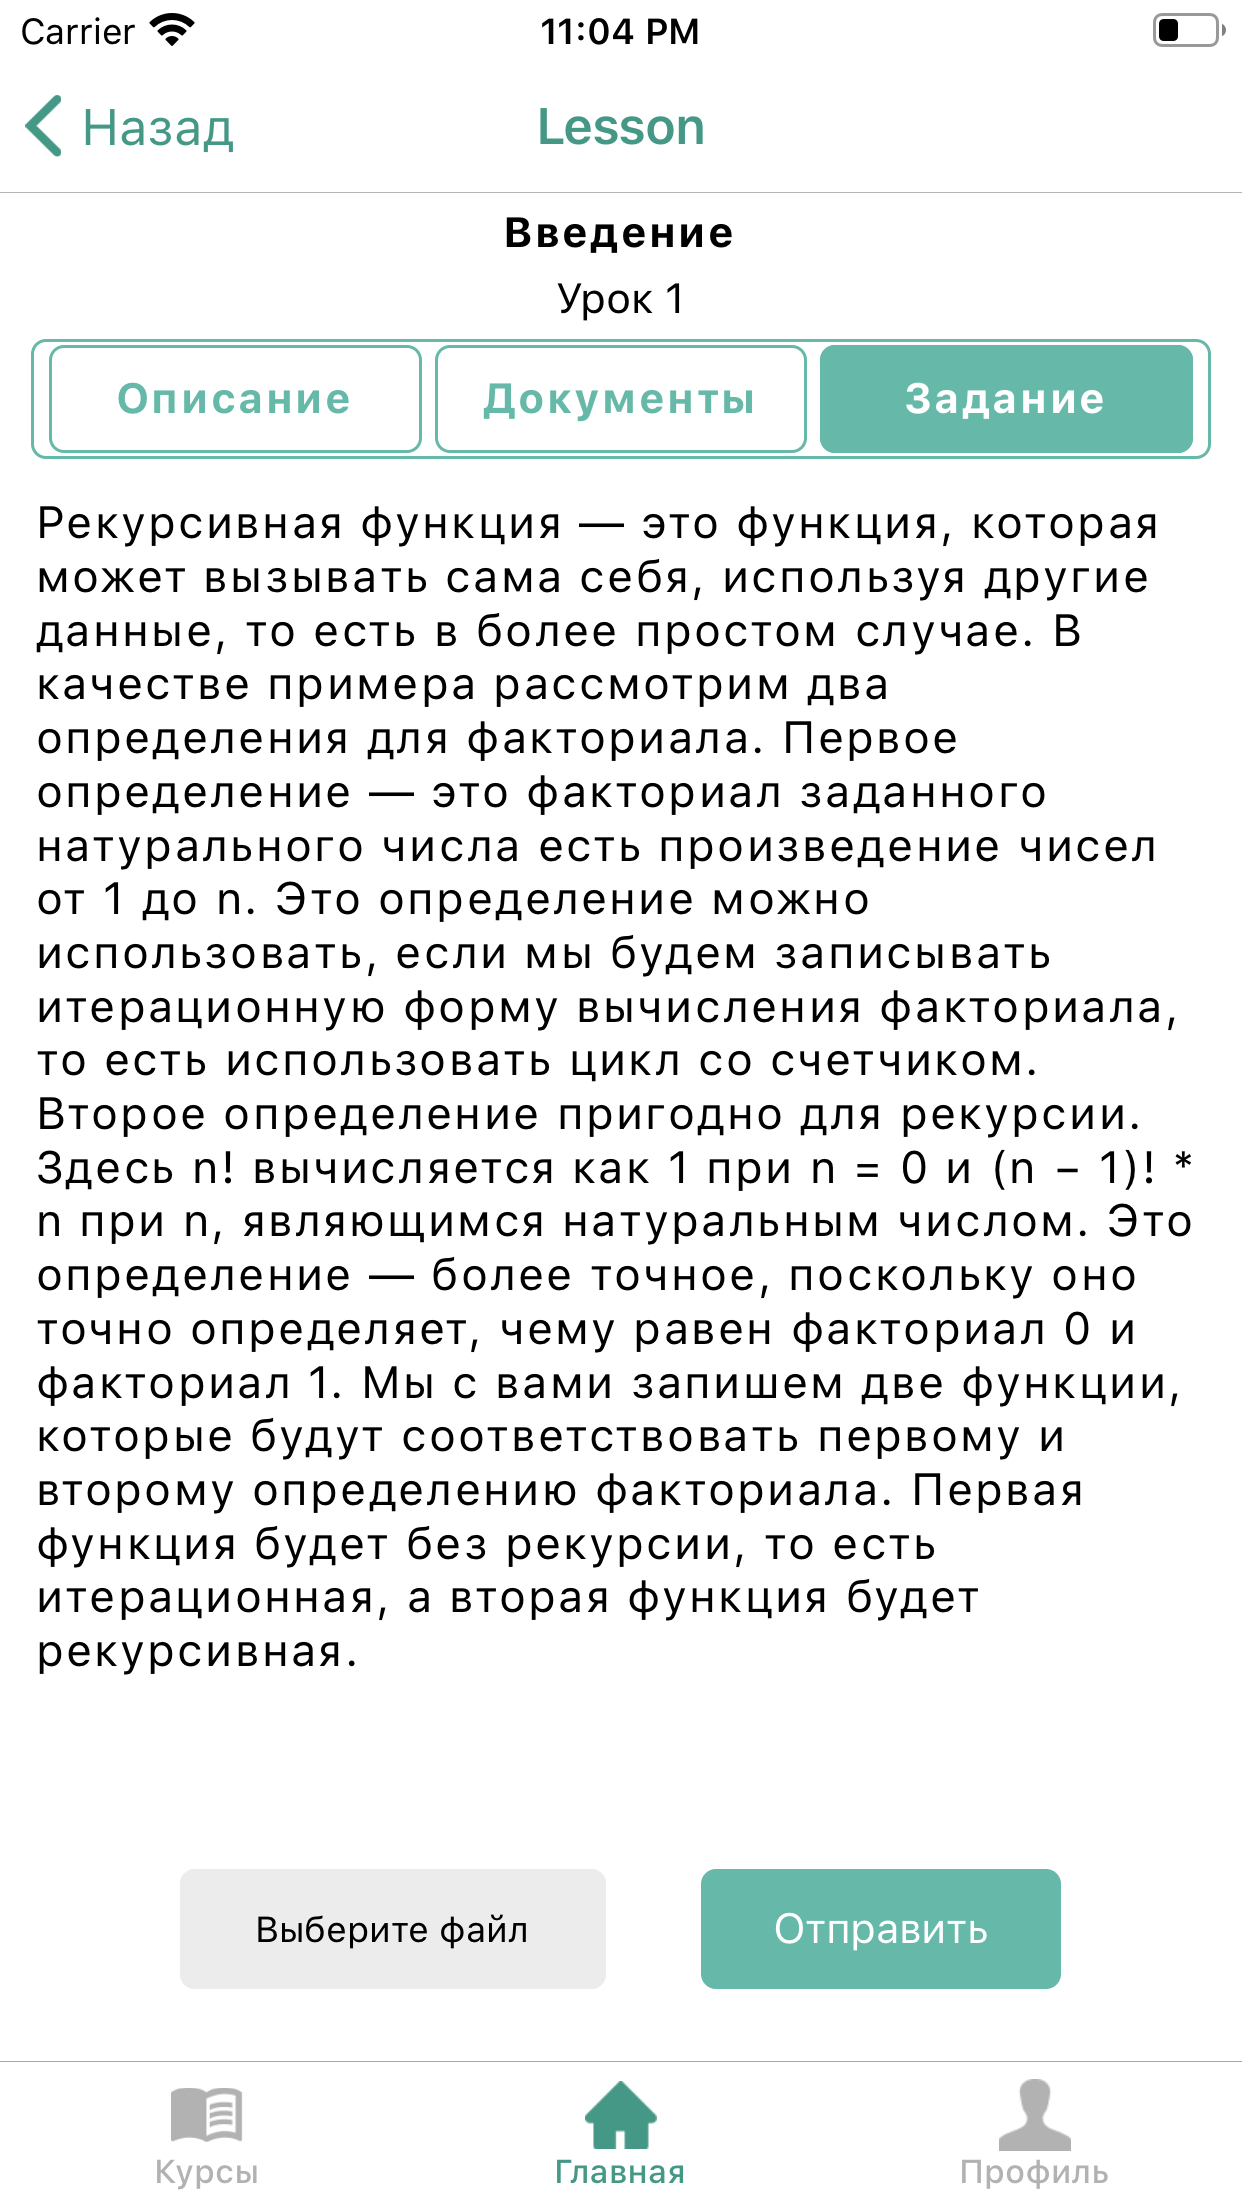 Carrier 11:04 PM
Назад Lesson
Введение
Урок 1
Описание Документы Задание
Рекурсивная функция — это функция, которая
может вызывать сама себя, используя другие
данные, то есть в более простом случае. В
качестве примера рассмотрим два
определения для факториала. Первое
определение — это факториал заданного
натурального числа есть произведение чисел
от 1 до n. Это определение можно
использовать, если мы будем записывать
итерационную форму вычисления факториала,
то есть использовать цикл со счетчиком.
Второе определение пригодно для рекурсии.
Здесь n! вычисляется как 1 при n = 0 и (n − 1)! *
n при n, являющимся натуральным числом. Это
определение — более точное, поскольку оно
точно определяет, чему равен факториал 0 и
факториал 1. Мы с вами запишем две функции,
которые будут соответствовать первому и
второму определению факториала. Первая
функция будет без рекурсии, то есть
итерационная, а вторая функция будет
рекурсивная.
Выберите файл Отправить
Курсы Главная Профиль